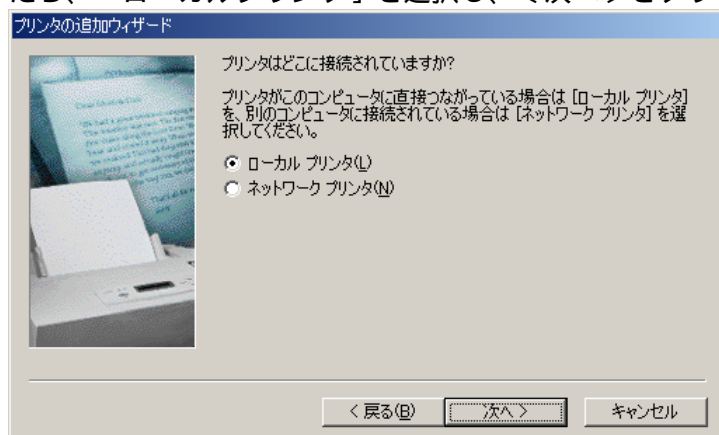 プリンタの追加ウィザード
プリンタはどこに接続されていますか?
プリンタがこのコンピュータに直接つながっている場合は [ローカル プリンタ]
を、別のコンピュータに接続されている場合は [ネットワーク プリンタ] を選
択してください。
ローカル プリンタ(L)
ネットワーク プリンタ(N)
< 戻る(B)
次へ >
キャンセル